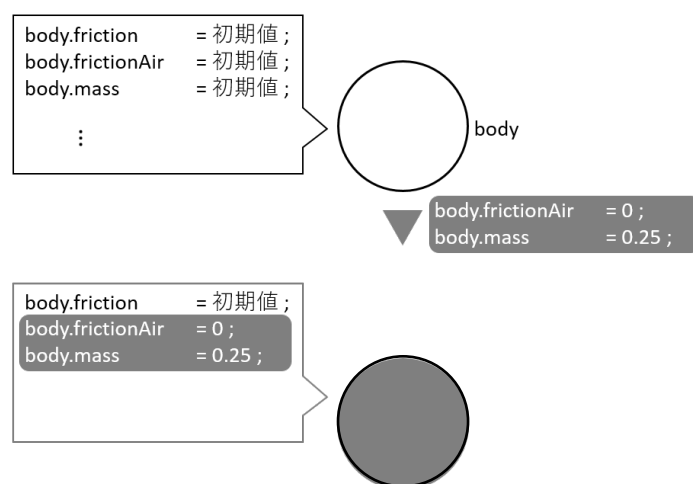 body.friction = 初期値 ;
body.frictionAir = 初期値 ;
body.mass = 初期値 ;
⋮
body
body.frictionAir = 0 ;
body.mass = 0.25 ;
body.friction = 初期値 ;
body.frictionAir = 0 ;
body.mass = 0.25 ;